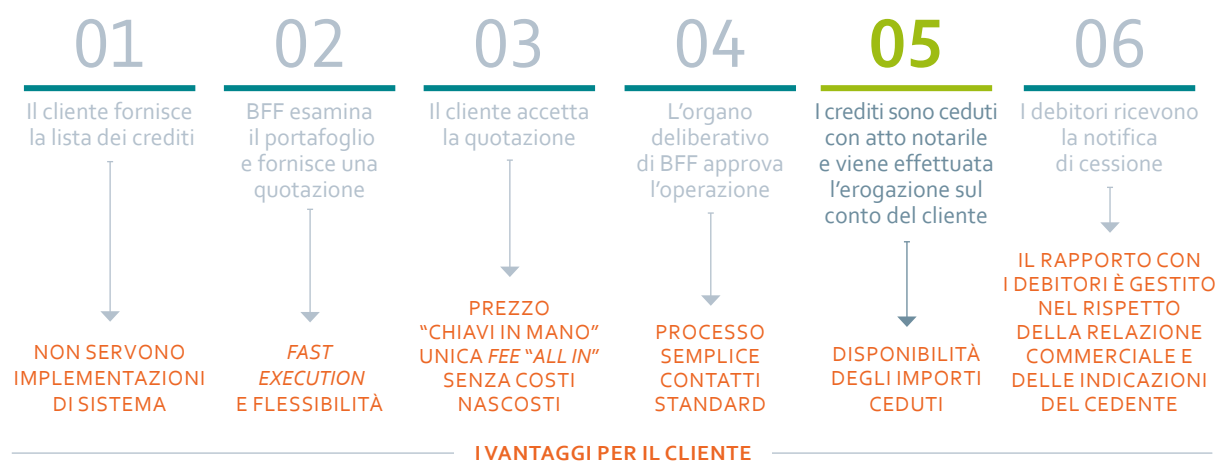 01
Il cliente fornisce
la lista dei crediti
NON SERVONO
IMPLEMENTAZIONI
DI SISTEMA
02
BFF esamina
il portafoglio
e fornisce una
quotazione
FAST
EXECUTION
E FLESSIBILITÀ
03
Il cliente accetta
la quotazione
PREZZO
“CHIAVI IN MANO”
UNICA FEE “ALL IN”
SENZA COSTI
NASCOSTI
04
L’organo
deliberativo
di BFF approva
l’operazione
PROCESSO
SEMPLICE
CONTATTI
STANDARD
05
I crediti sono ceduti
con atto notarile
e viene effettuata
l’erogazione sul
conto del cliente
DISPONIBILITÀ
DEGLI IMPORTI
CEDUTI
06
I debitori ricevono
la notifica
di cessione
IL RAPPORTO CON
I DEBITORI È GESTITO
NEL RISPETTO
DELLA RELAZIONE
COMMERCIALE E
DELLE INDICAZIONI
DEL CEDENTE
I VANTAGGI PER IL CLIENTE